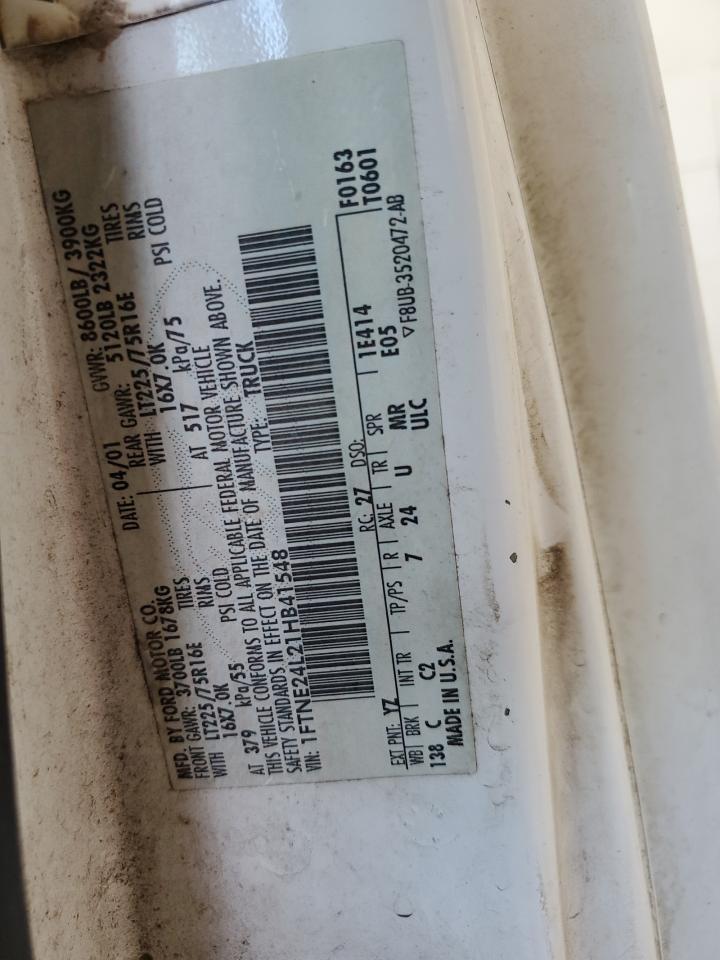 MFD. BY FORD MOTOR CO.
DATE: 04/01 GVWR: 8600LB/ 3900KG
FRONT GAWR: 3700LB 1678KG REAR GAWR: 5120LB 2322KG
WITH LT225/75R16E TIRES WITH LT225/75R16E TIRES
16X7.0K RIMS 16X7.0K RIMS
AT 379 kPa/55 PSI COLD AT 517 kPa/75 PSI COLD
THIS VEHICLE CONFORMS TO ALL APPLICABLE FEDERAL MOTOR VEHICLE
SAFETY STANDARDS IN EFFECT ON THE DATE OF MANUFACTURE SHOWN ABOVE.
VIN: 1FTNE24L21HB41548 TYPE: TRUCK
EXT PNT: YZ RC: 27 DSO: F0163
WB BRK INT TR TP/PS R AXLE TR SPR 1E414 T0601
138 C C2 7 24 U MR E05
MADE IN U.S.A. ULC ▽F8UB-3520472-AB